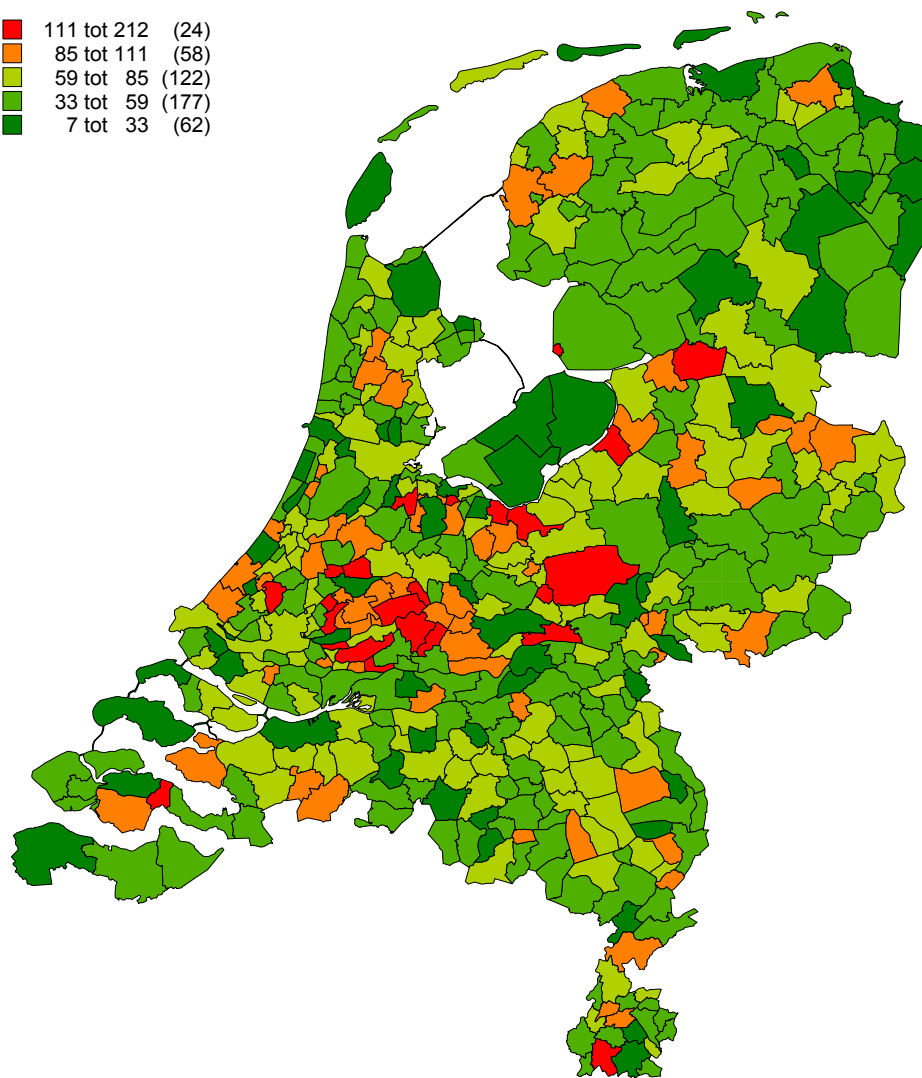 111 tot 212 (24)
85 tot 111 (58)
59 tot 85 (122)
33 tot 59 (177)
7 tot 33 (62)